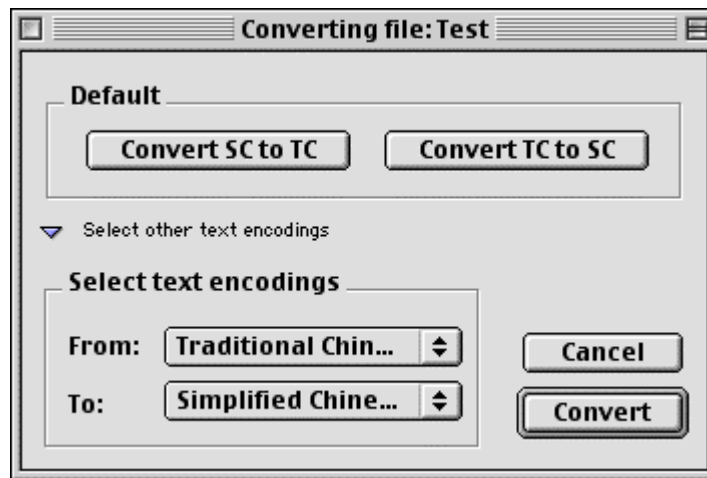 Converting file: Test
Default
Convert SC to TC
Convert TC to SC
Select other text encodings
Select text encodings
From: Traditional Chin...
To: Simplified Chine...
Cancel
Convert